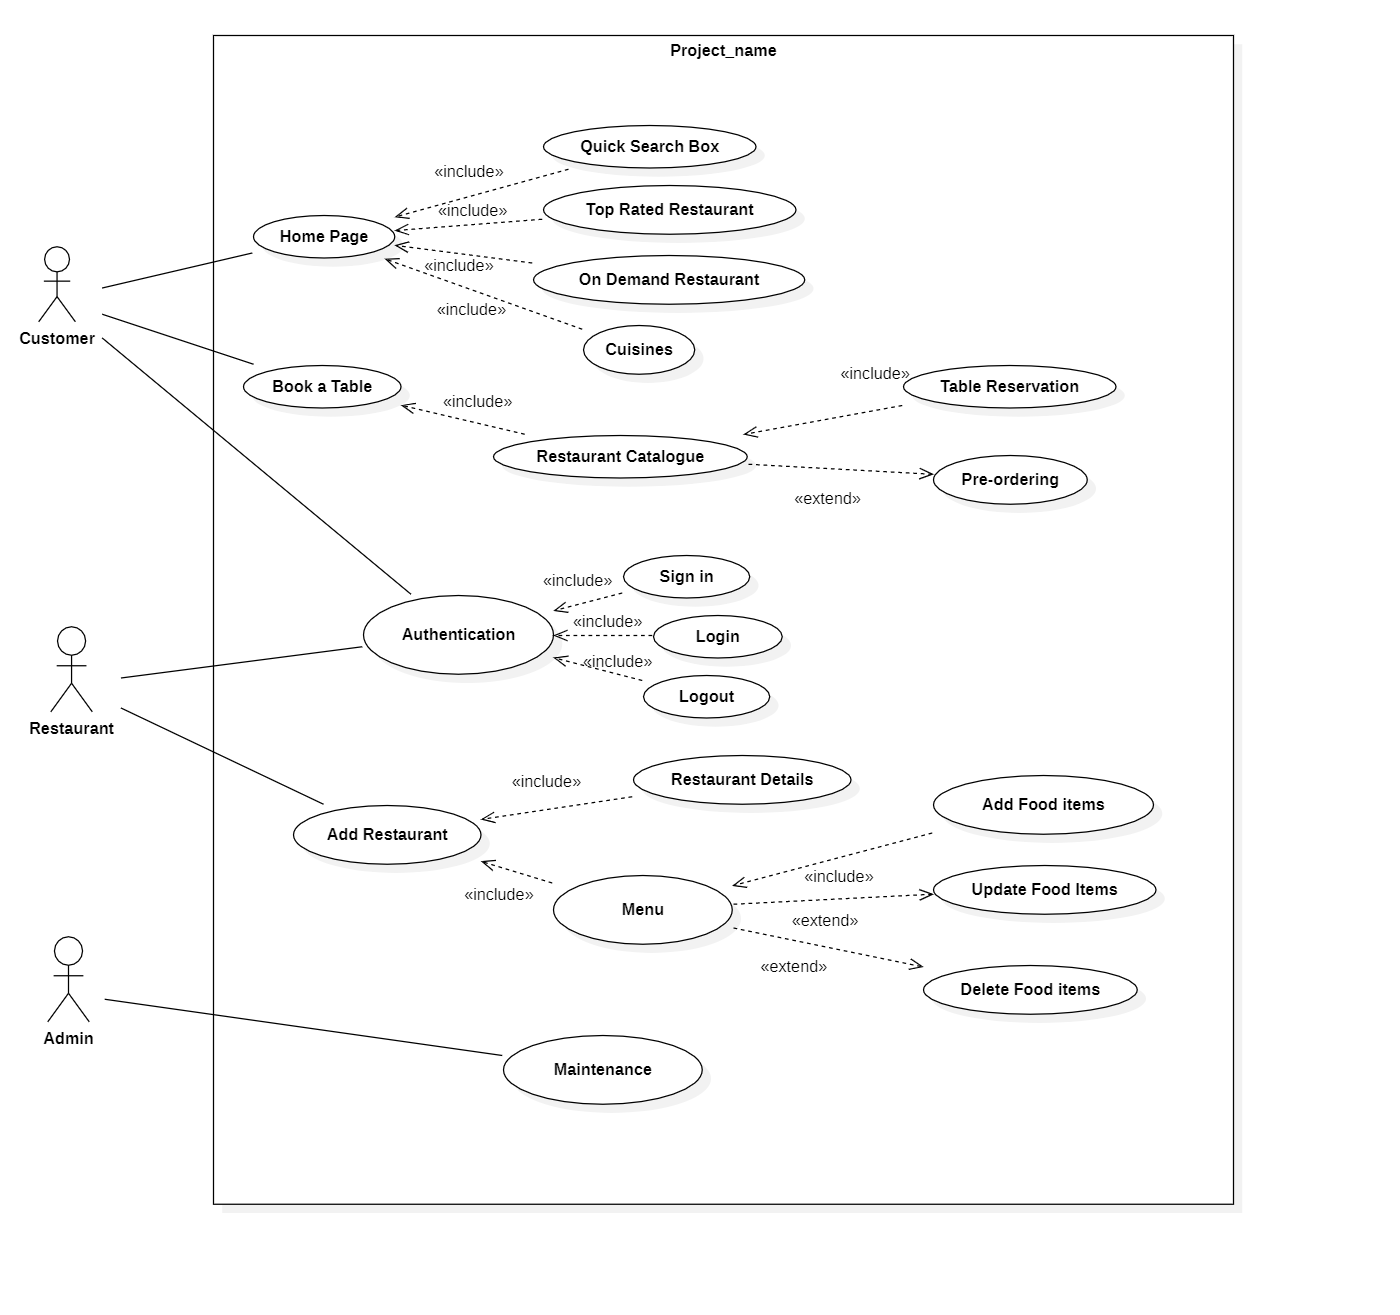 Project_name
Quick Search Box
«include»
Top Rated Restaurant
«include»
Home Page
«include»
On Demand Restaurant
«include»
Customer
Cuisines
«include»
Table Reservation
Book a Table
«include»
Restaurant Catalogue
Pre-ordering
«extend»
«include»
Sign in
«include»
Authentication
Login
«include»
Logout
Restaurant
«include»
Restaurant Details
Add Food items
Add Restaurant
«include»
«include»
Update Food Items
Menu
«extend»
«extend»
Delete Food items
Admin
Maintenance